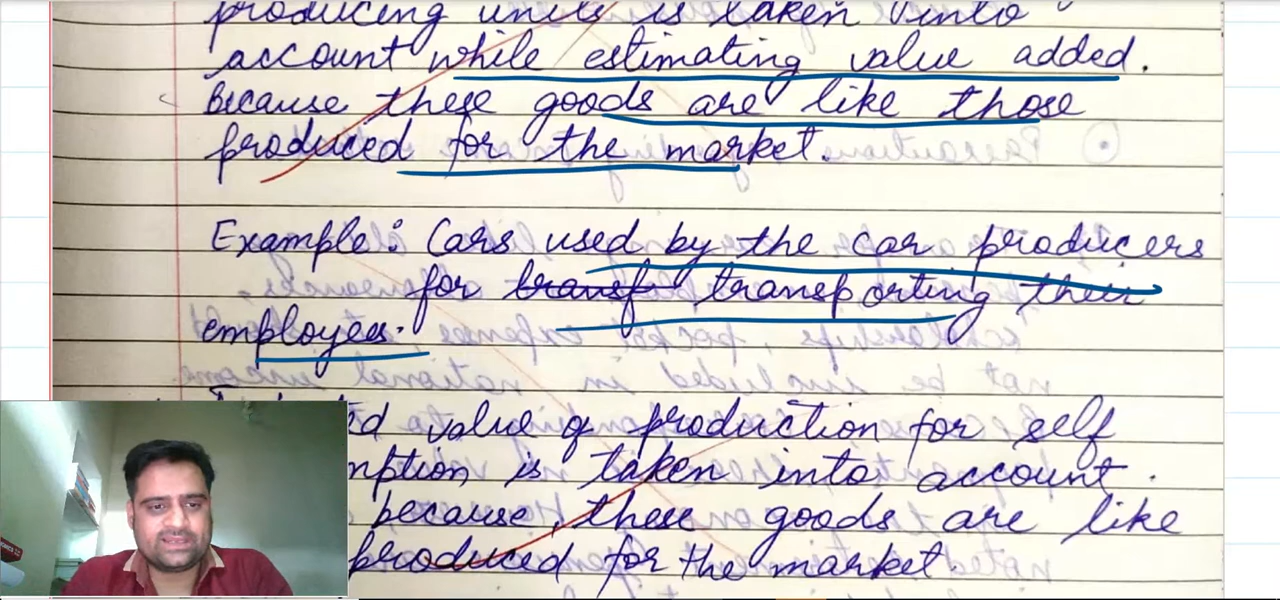 producing units is taken into
account while estimating value added.
Because these goods are like those
produced for the market.
Example: Cars used by the car producers
for transf transporting their
employees.
ed value of production for self
mption is taken into account.
because, these goods are like
produced for the market.